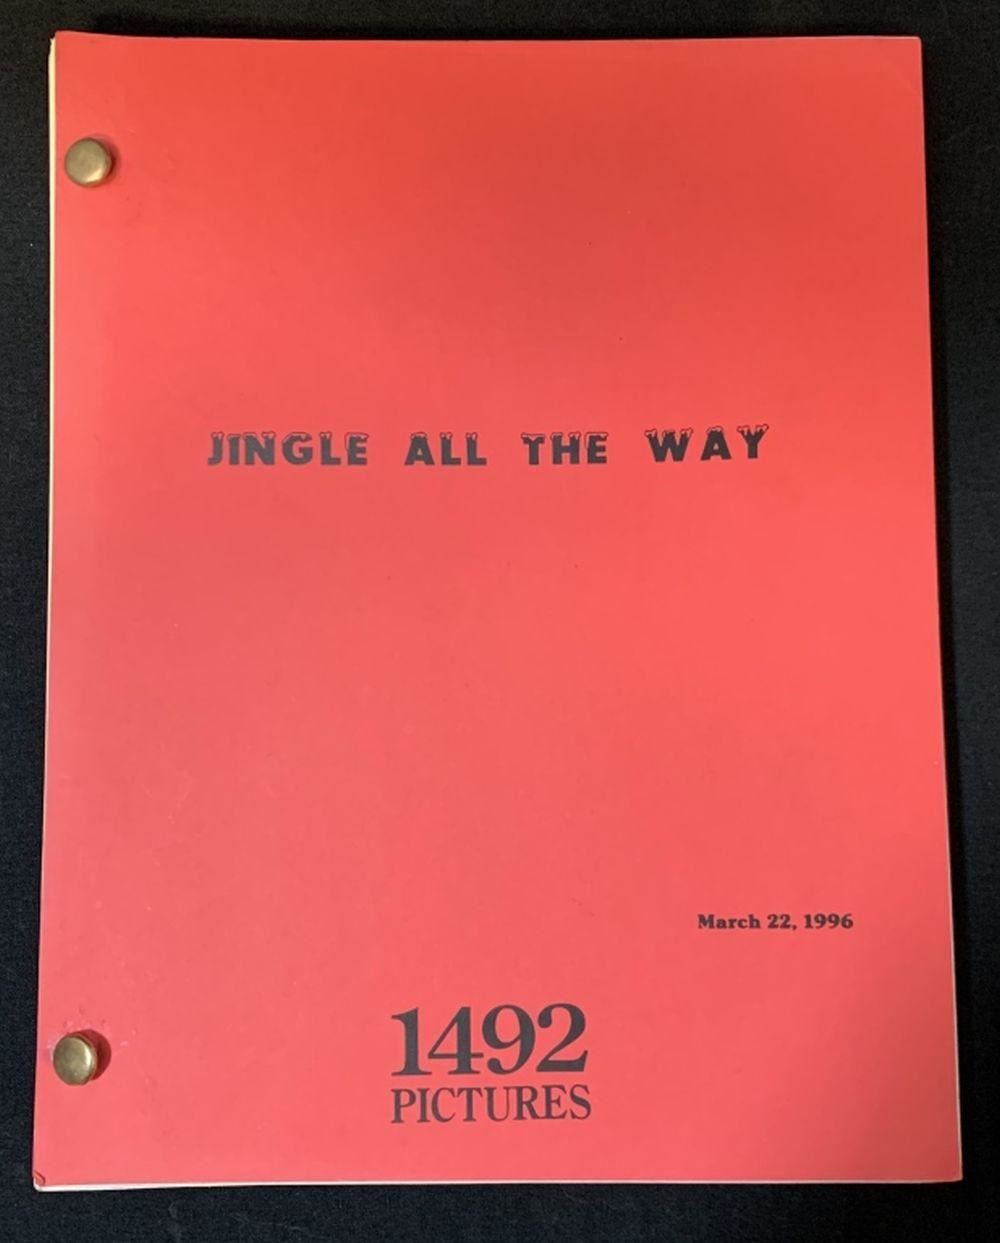 JINGLE ALL THE WAY
March 22, 1996
1492
PICTURES